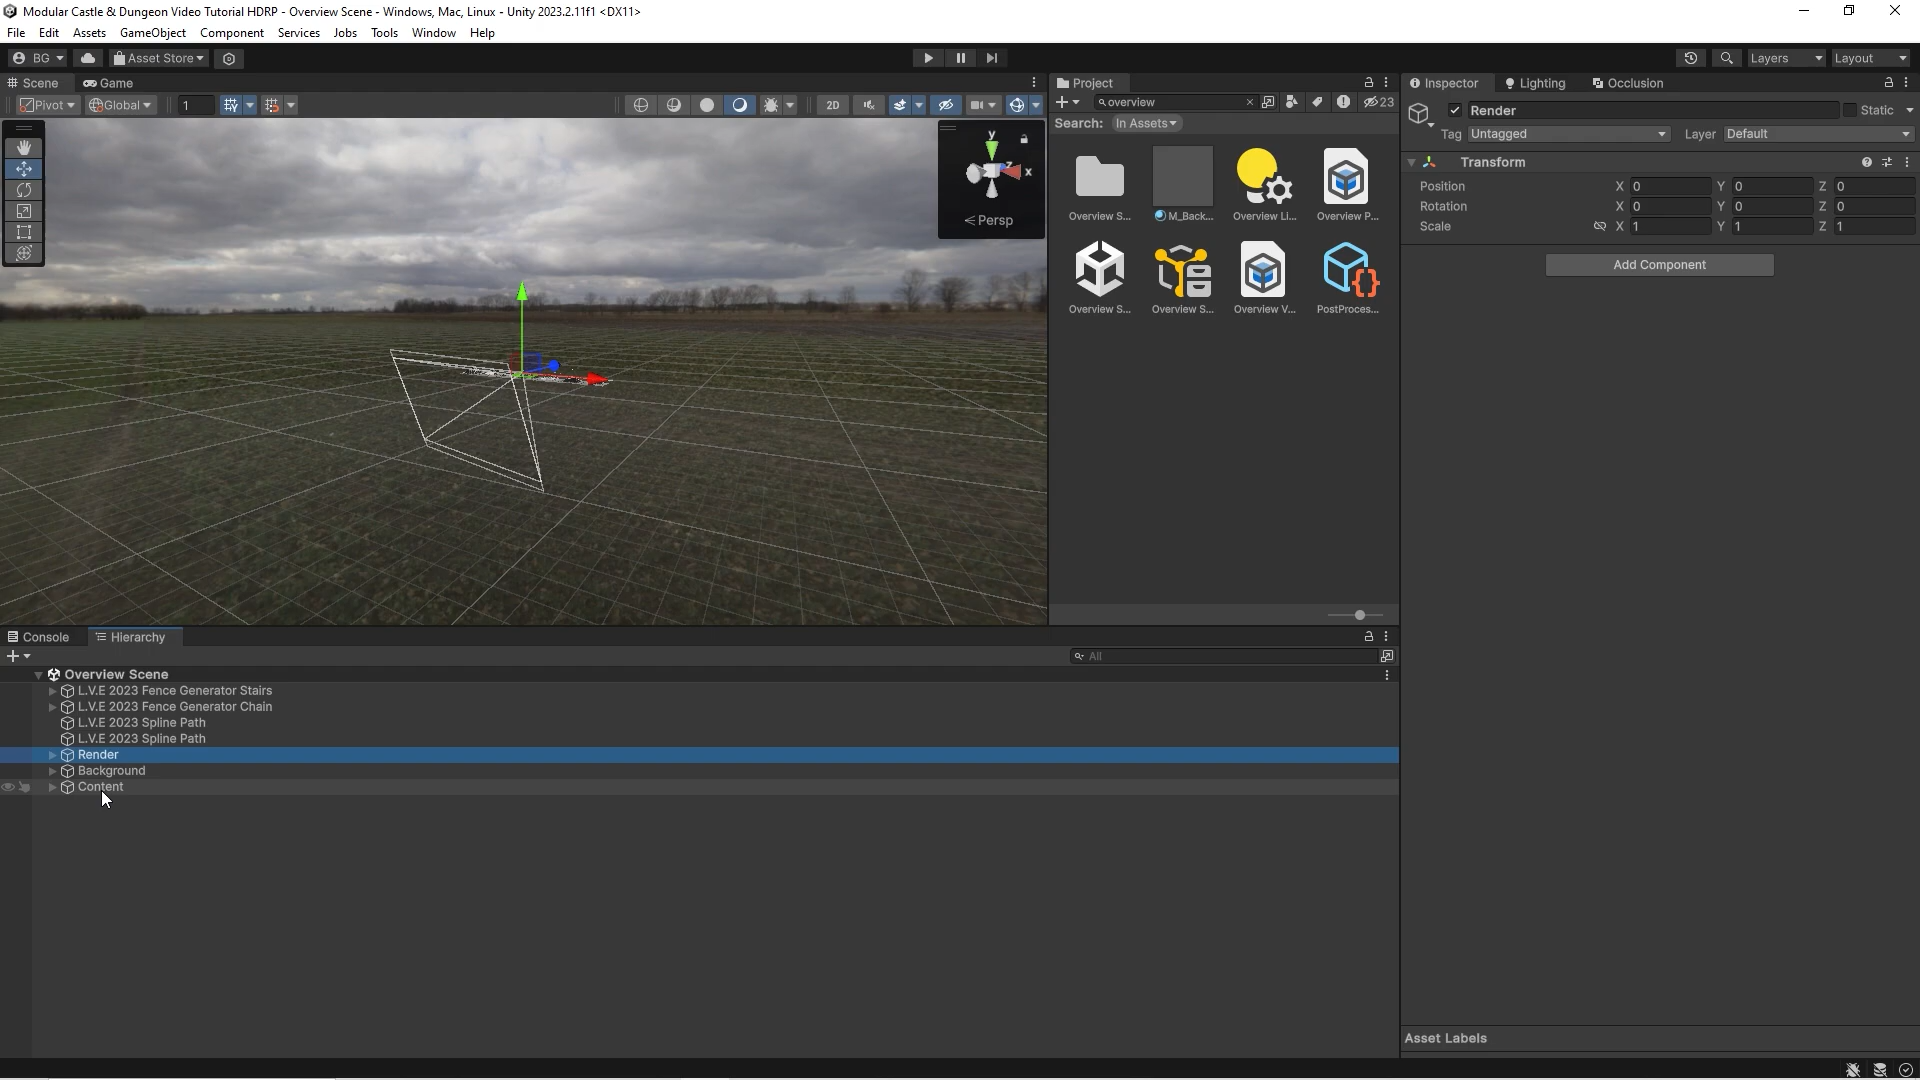 Modular Castle & Dungeon Video Tutorial HDRP - Overview Scene - Windows, Mac, Linux - Unity 2023.2.11f1 <DX11>
File Edit Assets GameObject Component Services Jobs Tools Window Help
BG Asset Store Layers Layout
Scene Game
Pivot Global 1 2D
y
x
z
Persp
Project
overview 23
Search: In Assets
Overview S... M_Back... Overview Li... Overview P...
Overview S... Overview S... Overview V... PostProces...
Inspector Lighting Occlusion
Render Static
Tag Untagged Layer Default
Transform
Position X 0 Y 0 Z 0
Rotation X 0 Y 0 Z 0
Scale X 1 Y 1 Z 1
Add Component
Console Hierarchy
All
Overview Scene
L.V.E 2023 Fence Generator Stairs
L.V.E 2023 Fence Generator Chain
L.V.E 2023 Spline Path
L.V.E 2023 Spline Path
Render
Background
Content
Asset Labels